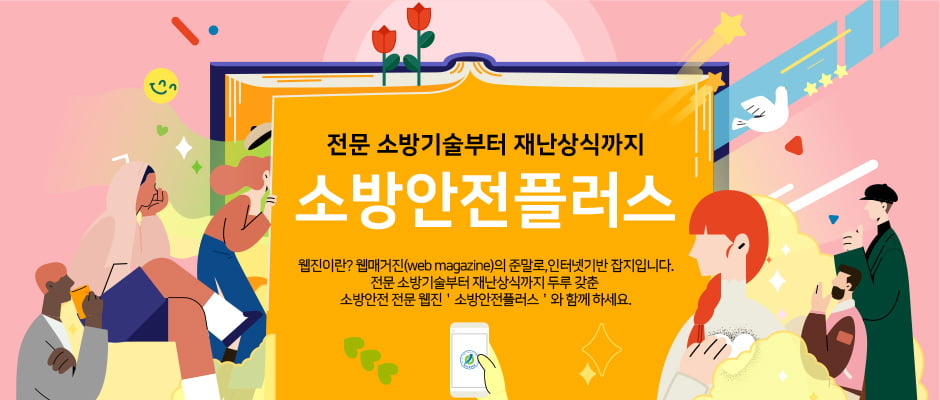 전문 소방기술부터 재난상식까지
소방안전플러스
웹진이란? 웹매거진(web magazine)의 준말로,인터넷기반 잡지입니다.
전문 소방기술부터 재난상식까지 두루 갖춘
소방안전 전문 웹진 ' 소방안전플러스 ' 와 함께 하세요.